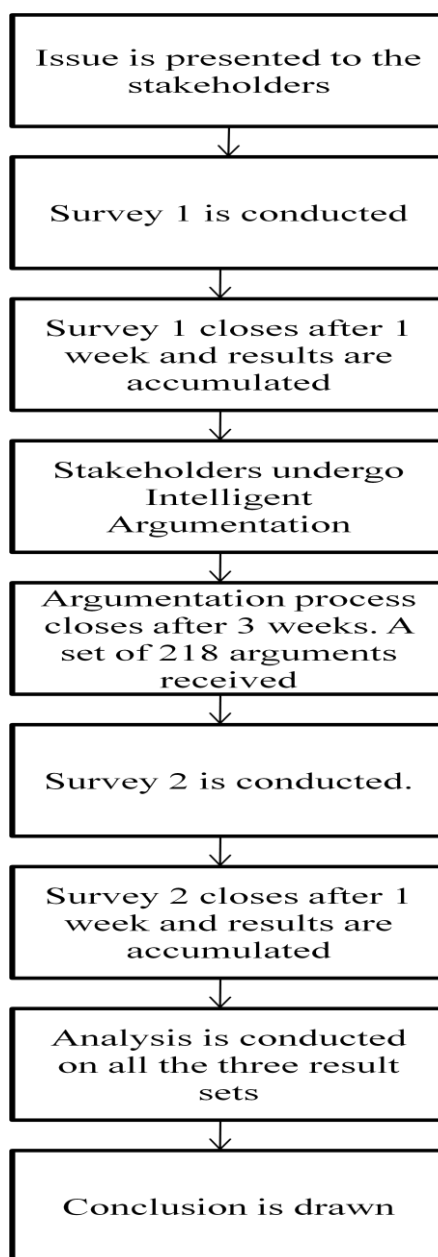 Issue is presented to the
stakeholders
Survey 1 is conducted
Survey 1 closes after 1
week and results are
accumulated
Stakeholders undergo
Intelligent
Argumentation
Argumentation process
closes after 3 weeks. A
set of 218 arguments
received
Survey 2 is conducted.
Survey 2 closes after 1
week and results are
accumulated
Analysis is conducted
on all the three result
sets
Conclusion is drawn